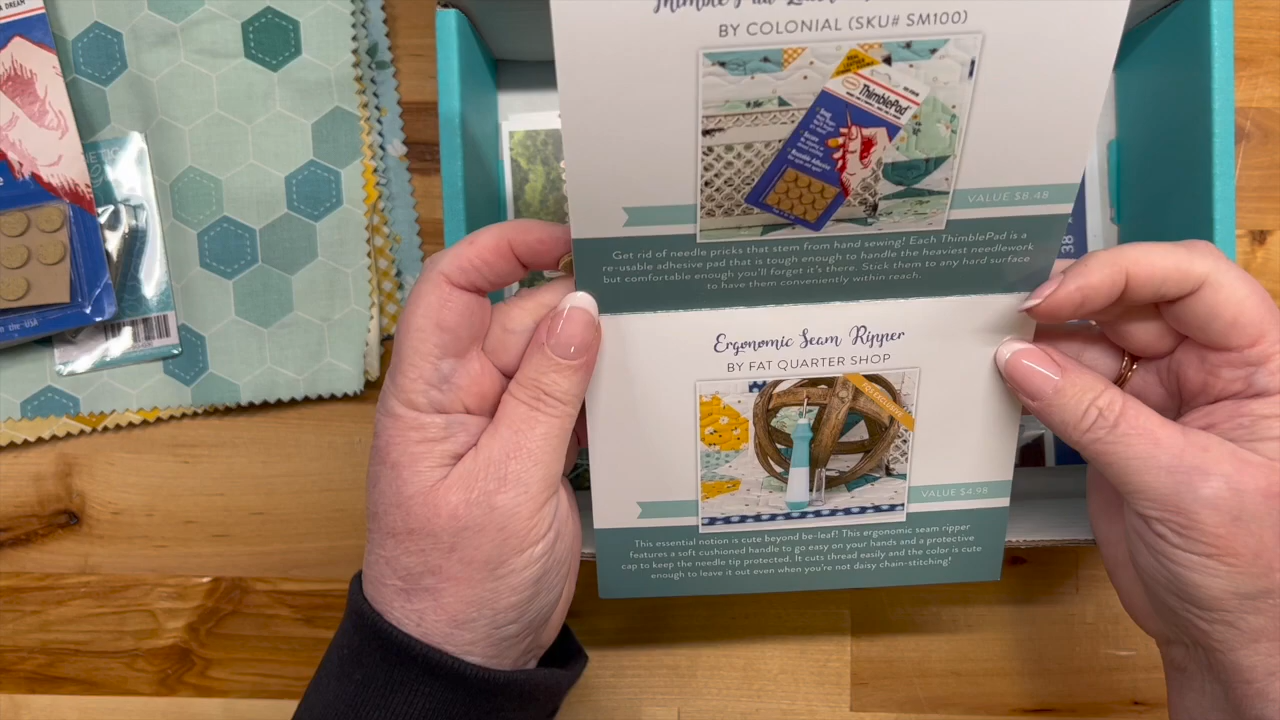 BY COLONIAL (SKU# SM100)
ThimblePad
VALUE $8.48
Get rid of needle pricks that stem from hand sewing! Each ThimblePad is a
re-usable adhesive pad that is tough enough to handle the heaviest needlework
but comfortable enough you'll forget it's there. Stick them to any hard surface
to have them conveniently within reach.
Ergonomic Seam Ripper
BY FAT QUARTER SHOP
VALUE $4.98
This essential notion is cute beyond be-leaf! This ergonomic seam ripper
features a soft cushioned handle to go easy on your hands and a protective
cap to keep the needle tip protected. It cuts thread easily and the color is cute
enough to leave it out even when you're not daisy chain-stitching!
A DREAM"
in the USA
38